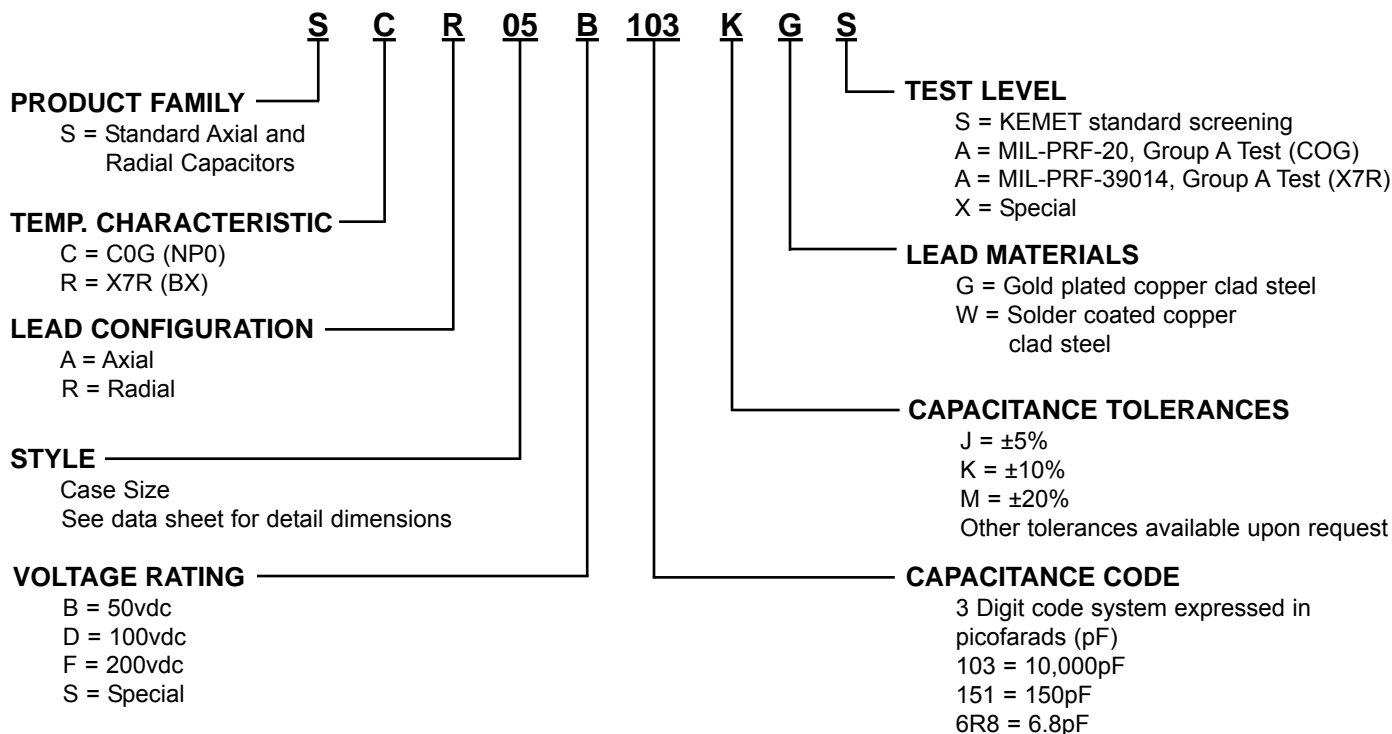 S C R 05 B 103 K G S
PRODUCT FAMILY
S = Standard Axial and
Radial Capacitors
TEMP. CHARACTERISTIC
C = C0G (NP0)
R = X7R (BX)
LEAD CONFIGURATION
A = Axial
R = Radial
STYLE
Case Size
See data sheet for detail dimensions
VOLTAGE RATING
B = 50vdc
D = 100vdc
F = 200vdc
S = Special
TEST LEVEL
S = KEMET standard screening
A = MIL-PRF-20, Group A Test (COG)
A = MIL-PRF-39014, Group A Test (X7R)
X = Special
LEAD MATERIALS
G = Gold plated copper clad steel
W = Solder coated copper
clad steel
CAPACITANCE TOLERANCES
J = ±5%
K = ±10%
M = ±20%
Other tolerances available upon request
CAPACITANCE CODE
3 Digit code system expressed in
picofarads (pF)
103 = 10,000pF
151 = 150pF
6R8 = 6.8pF